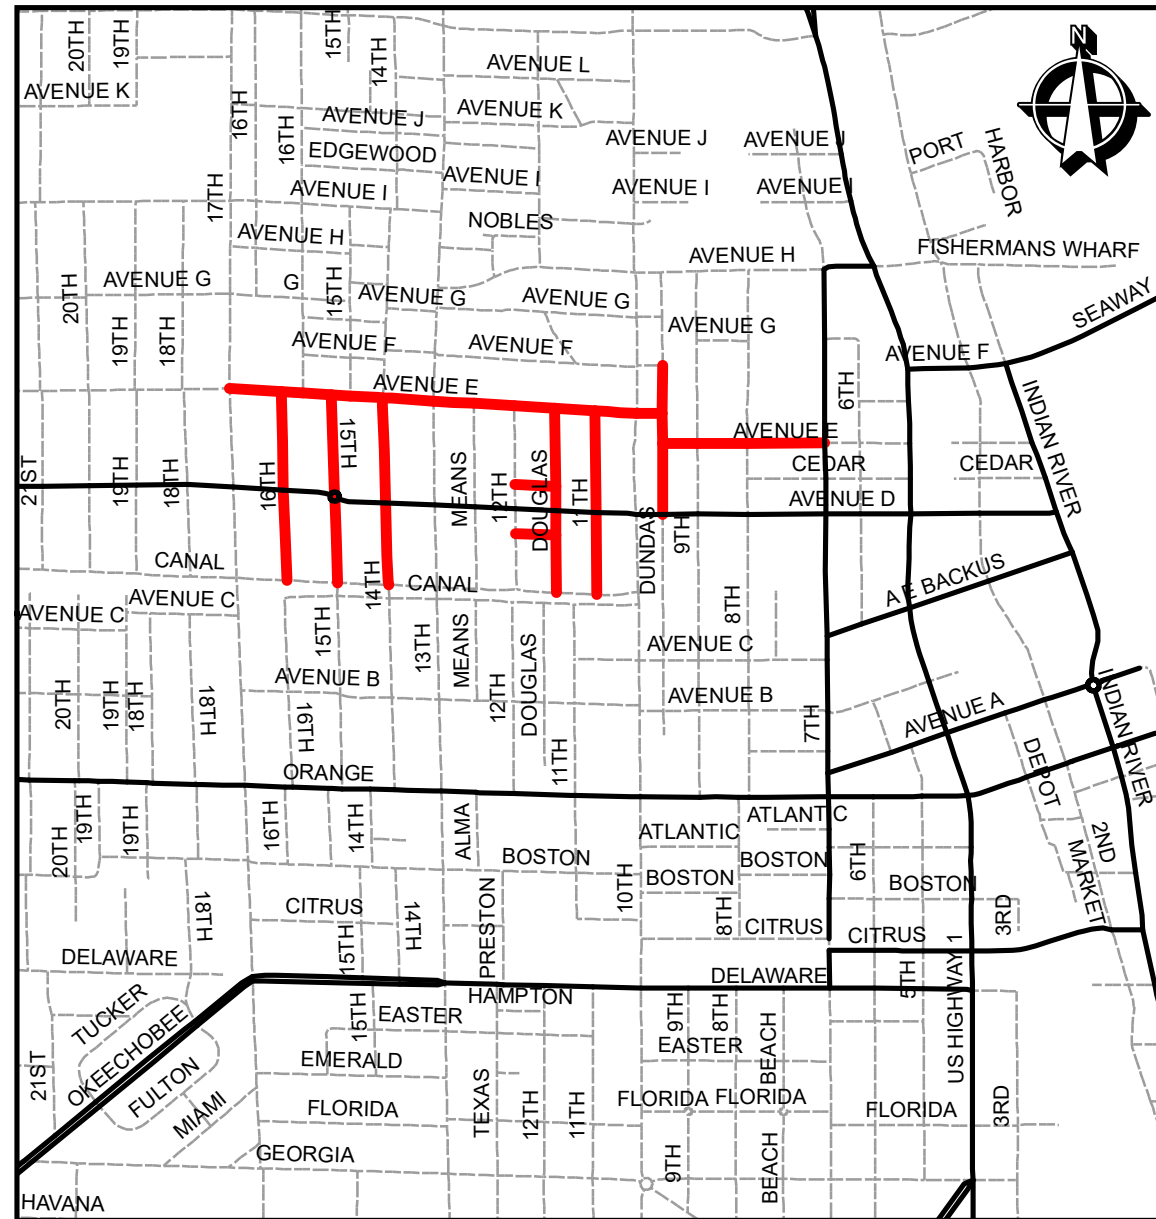 15TH
20TH
19TH
14TH
AVENUE L
N
AVENUE K
16TH
AVENUE J
AVENUE K
16TH
EDGEWOOD
AVENUE J
AVENUE J
PORT
HARBOR
17TH
AVENUE I
AVENUE I
AVENUE I
AVENUE I
NOBLES
AVENUE H
AVENUE H
FISHERMANS WHARF
20TH
AVENUE G
G
15TH
AVENUE G
AVENUE G
AVENUE G
SEAWAY
19TH
18TH
AVENUE F
AVENUE F
AVENUE F
AVENUE E
6TH
INDIAN RIVER
15TH
AVENUE E
21ST
19TH
18TH
16TH
MEANS
12TH
DOUGLAS
11TH
CEDAR
CEDAR
AVENUE D
DUNDAS
9TH
CANAL
14TH
CANAL
A E BACKUS
AVENUE C
AVENUE C
15TH
13TH
MEANS
DOUGLAS
8TH
AVENUE C
20TH
19TH
18TH
18TH
AVENUE B
12TH
AVENUE B
INDIAN RIVER
16TH
7TH
AVENUE A
11TH
DEPOT
ORANGE
19TH
19TH
20TH
16TH
14TH
ALMA
ATLANTIC
ATLANTIC
2ND
MARKET
BOSTON
BOSTON
BOSTON
6TH
BOSTON
10TH
18TH
CITRUS
14TH
PRESTON
8TH
CITRUS
CITRUS
3RD
15TH
DELAWARE
DELAWARE
5TH
US HIGHWAY 1
HAMPTON
TUCKER
OKEECHOBEE
15TH
EASTER
9TH
8TH
EASTER
BEACH
21ST
FULTON
EMERALD
TEXAS
MIAMI
FLORIDA
12TH
11TH
FLORIDA
FLORIDA
FLORIDA
3RD
GEORGIA
9TH
BEACH
HAVANA